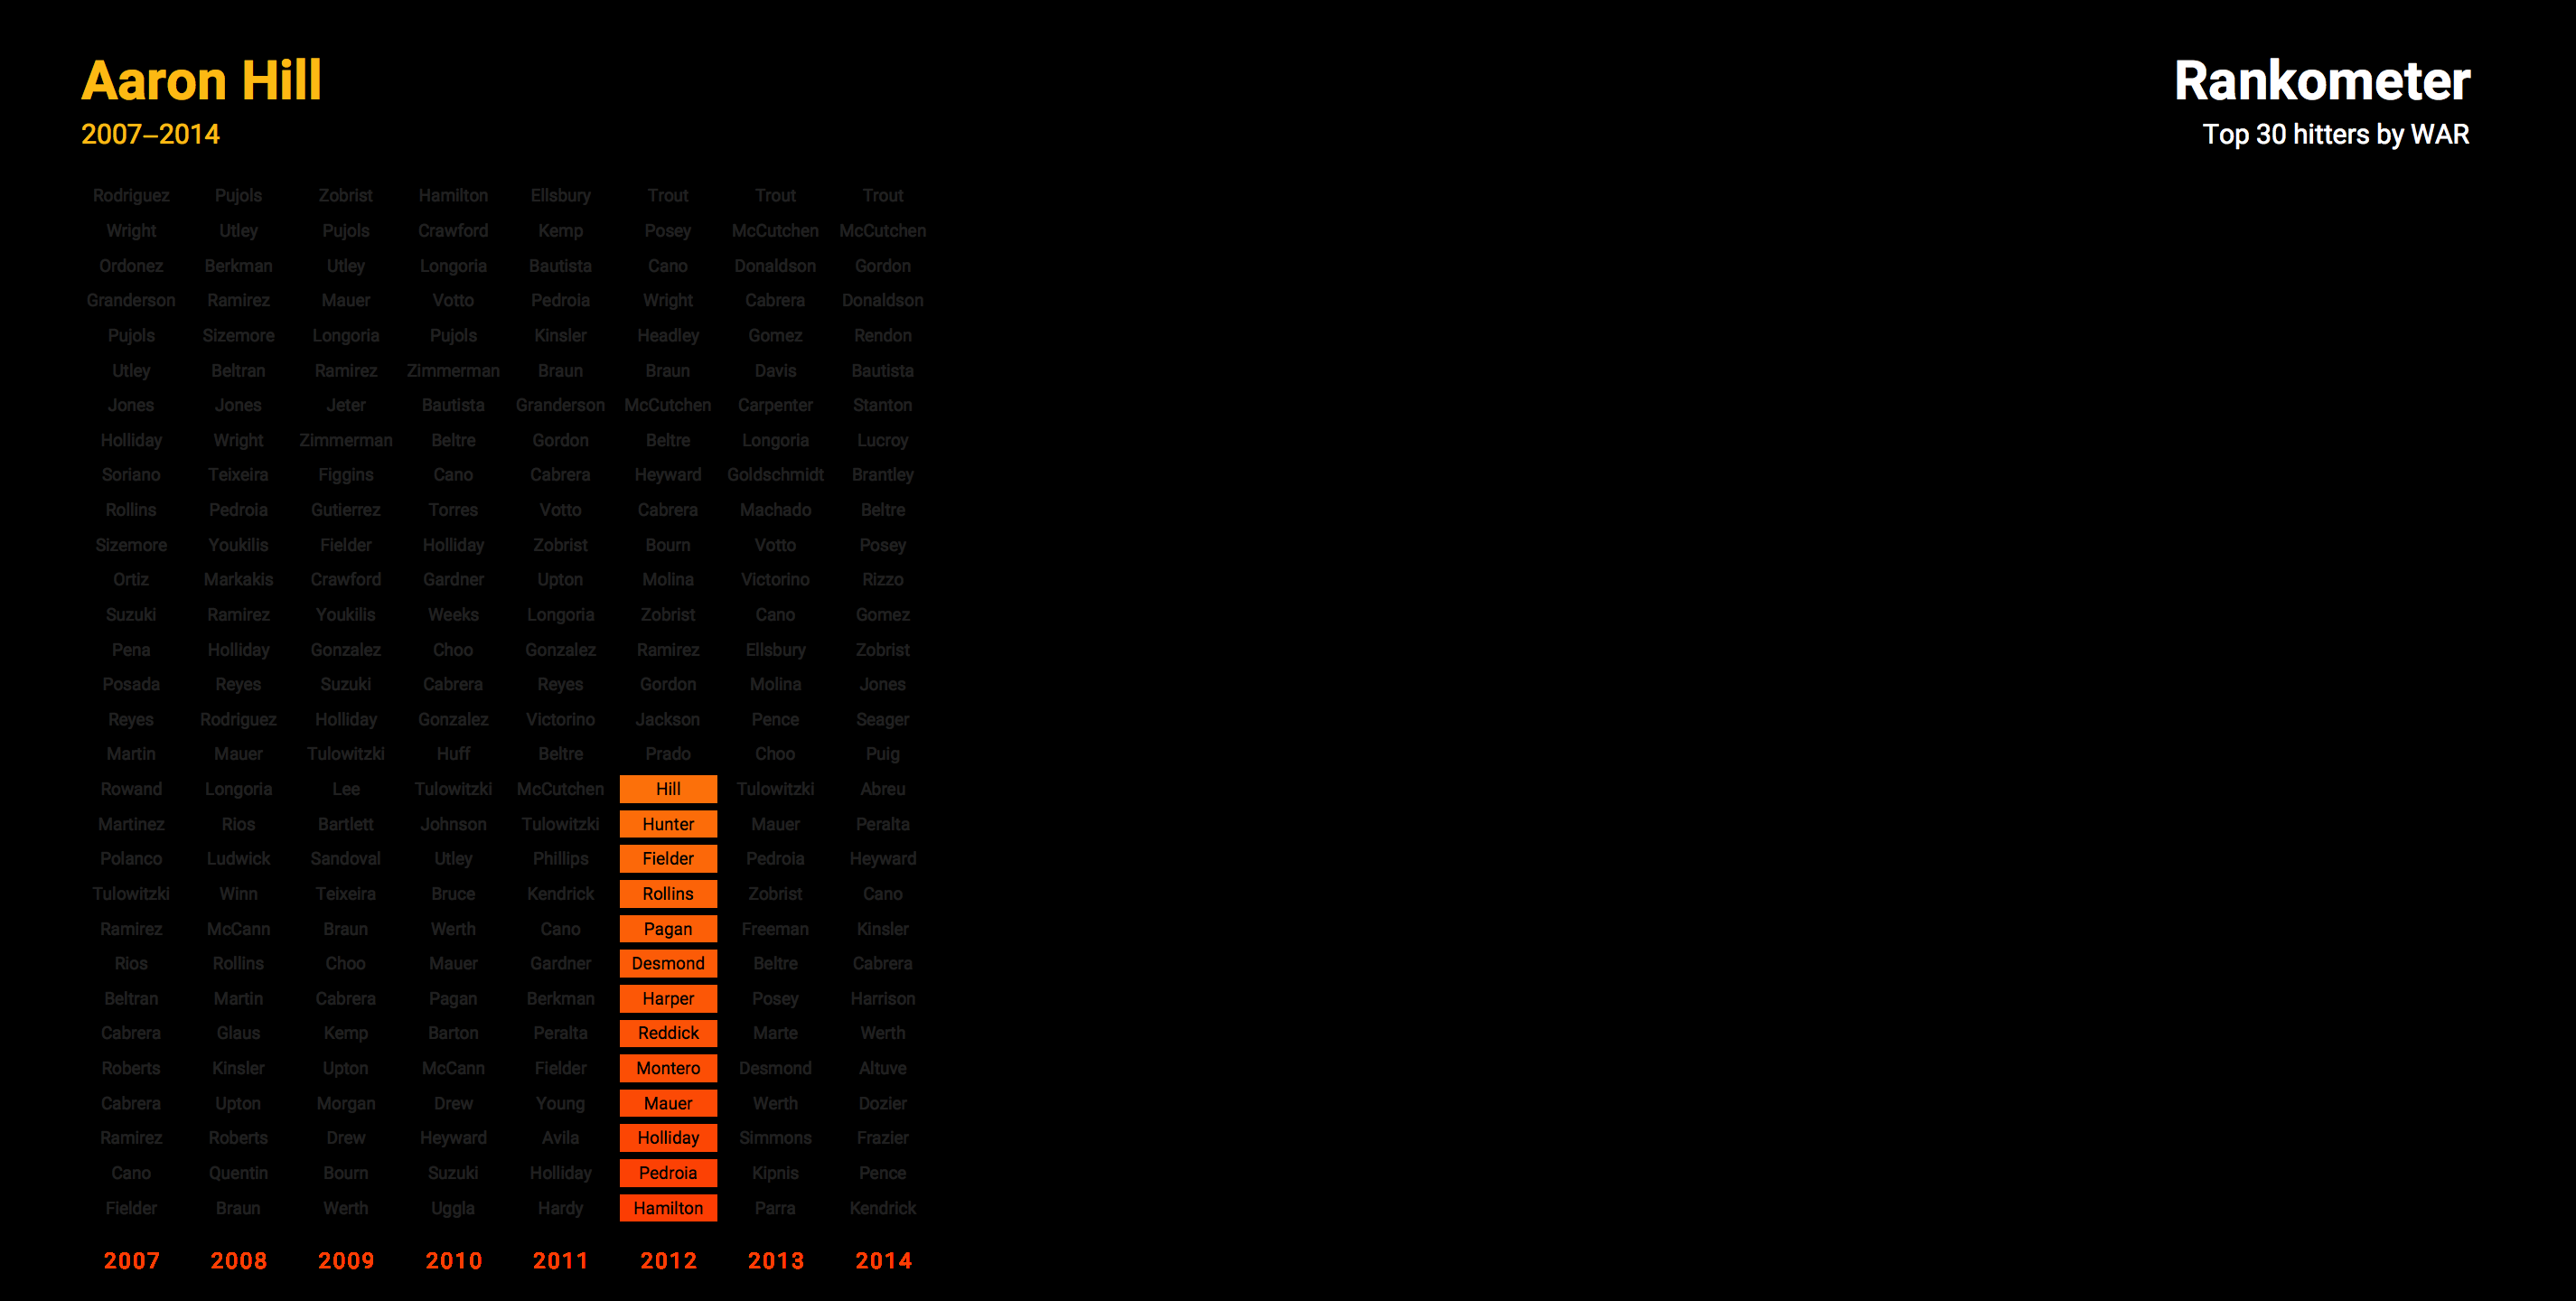 Aaron Hill
2007–2014
Rankometer
Top 30 hitters by WAR
Rodriguez Pujols Zobrist Hamilton Ellsbury Trout Trout Trout
Wright Utley Pujols Crawford Kemp Posey McCutchen McCutchen
Ordonez Berkman Utley Longoria Bautista Cano Donaldson Gordon
Granderson Ramirez Mauer Votto Pedroia Wright Cabrera Donaldson
Pujols Sizemore Longoria Pujols Kinsler Headley Gomez Rendon
Utley Beltran Ramirez Zimmerman Braun Braun Davis Bautista
Jones Jones Jeter Bautista Granderson McCutchen Carpenter Stanton
Holliday Wright Zimmerman Beltre Gordon Beltre Longoria Lucroy
Soriano Teixeira Figgins Cano Cabrera Heyward Goldschmidt Brantley
Rollins Pedroia Gutierrez Torres Votto Cabrera Machado Beltre
Sizemore Youkilis Fielder Holliday Zobrist Bourn Votto Posey
Ortiz Markakis Crawford Gardner Upton Molina Victorino Rizzo
Suzuki Ramirez Youkilis Weeks Longoria Zobrist Cano Gomez
Pena Holliday Gonzalez Choo Gonzalez Ramirez Ellsbury Zobrist
Posada Reyes Suzuki Cabrera Reyes Gordon Molina Jones
Reyes Rodriguez Holliday Gonzalez Victorino Jackson Pence Seager
Martin Mauer Tulowitzki Huff Beltre Prado Choo Puig
Rowand Longoria Lee Tulowitzki McCutchen Hill Tulowitzki Abreu
Martinez Rios Bartlett Johnson Tulowitzki Hunter Mauer Peralta
Polanco Ludwick Sandoval Utley Phillips Fielder Pedroia Heyward
Tulowitzki Winn Teixeira Bruce Kendrick Rollins Zobrist Cano
Ramirez McCann Braun Werth Cano Pagan Freeman Kinsler
Rios Rollins Choo Mauer Gardner Desmond Beltre Cabrera
Beltran Martin Cabrera Pagan Berkman Harper Posey Harrison
Cabrera Glaus Kemp Barton Peralta Reddick Marte Werth
Roberts Kinsler Upton McCann Fielder Montero Desmond Altuve
Cabrera Upton Morgan Drew Young Mauer Werth Dozier
Ramirez Roberts Drew Heyward Avila Holliday Simmons Frazier
Cano Quentin Bourn Suzuki Holliday Pedroia Kipnis Pence
Fielder Braun Werth Uggla Hardy Hamilton Parra Kendrick
2007 2008 2009 2010 2011 2012 2013 2014